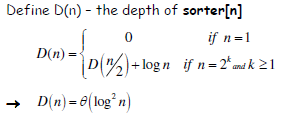 Define D(n) - the depth of sorter[n]
0 if n=1
D(n) = { D(n/2) + log n if n = 2^k and k ≥ 1
→ D(n) = θ(log² n)